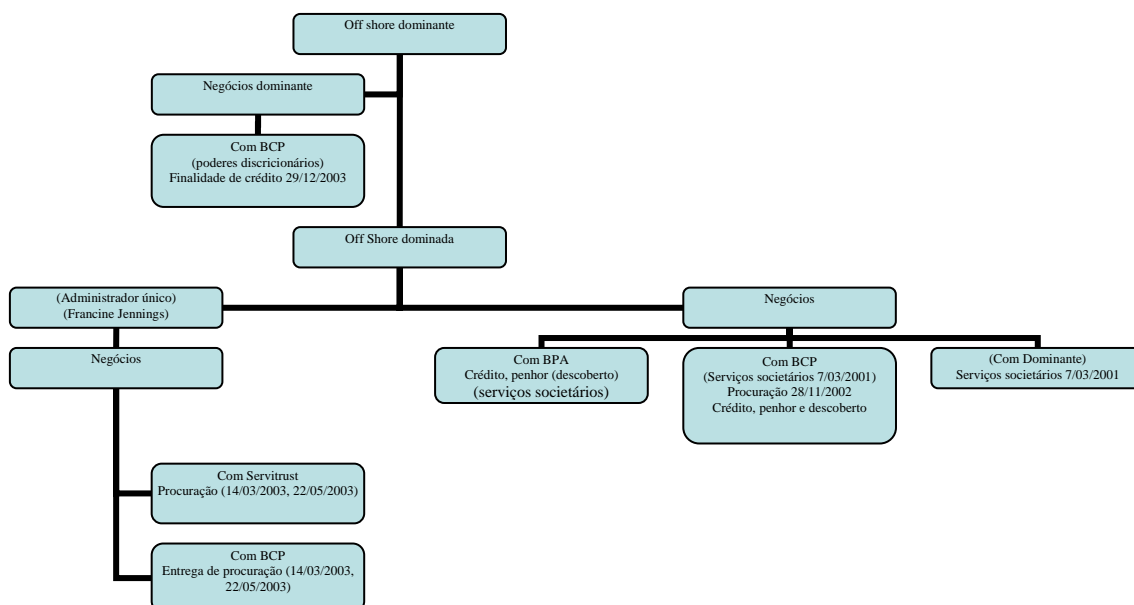 Off shore dominante
Negócios dominante
Com BCP
(poderes discricionários)
Finalidade de crédito 29/12/2003
Off Shore dominada
(Administrador único)
(Francine Jennings)
Negócios
Negócios
Com BPA
Crédito, penhor (descoberto)
(serviços societários)
Com BCP
(Serviços societários 7/03/2001)
Procuração 28/11/2002
Crédito, penhor e descoberto
(Com Dominante)
Serviços societários 7/03/2001
Com Servitrust
Procuração (14/03/2003, 22/05/2003)
Com BCP
Entrega de procuração (14/03/2003,
22/05/2003)